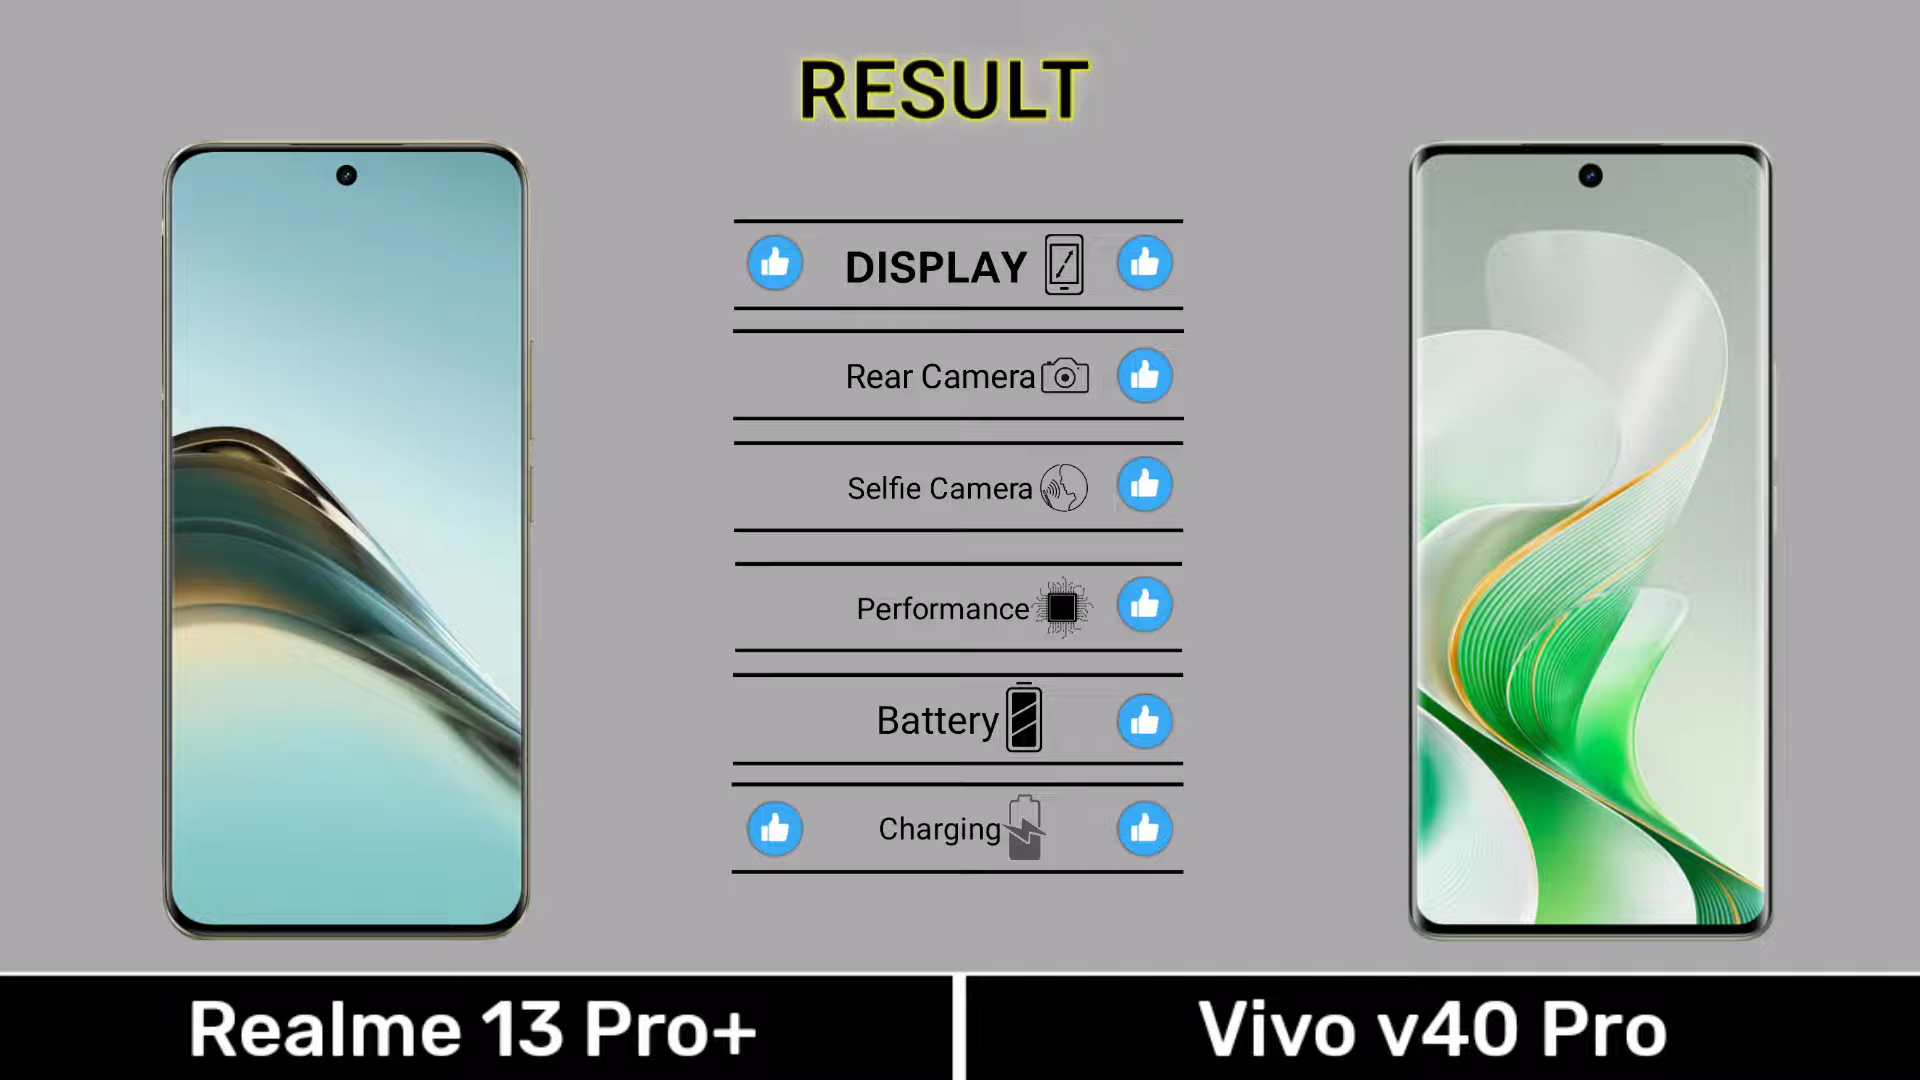 RESULT
DISPLAY
Rear Camera
Selfie Camera
Performance
Battery
Charging
Realme 13 Pro+
Vivo v40 Pro